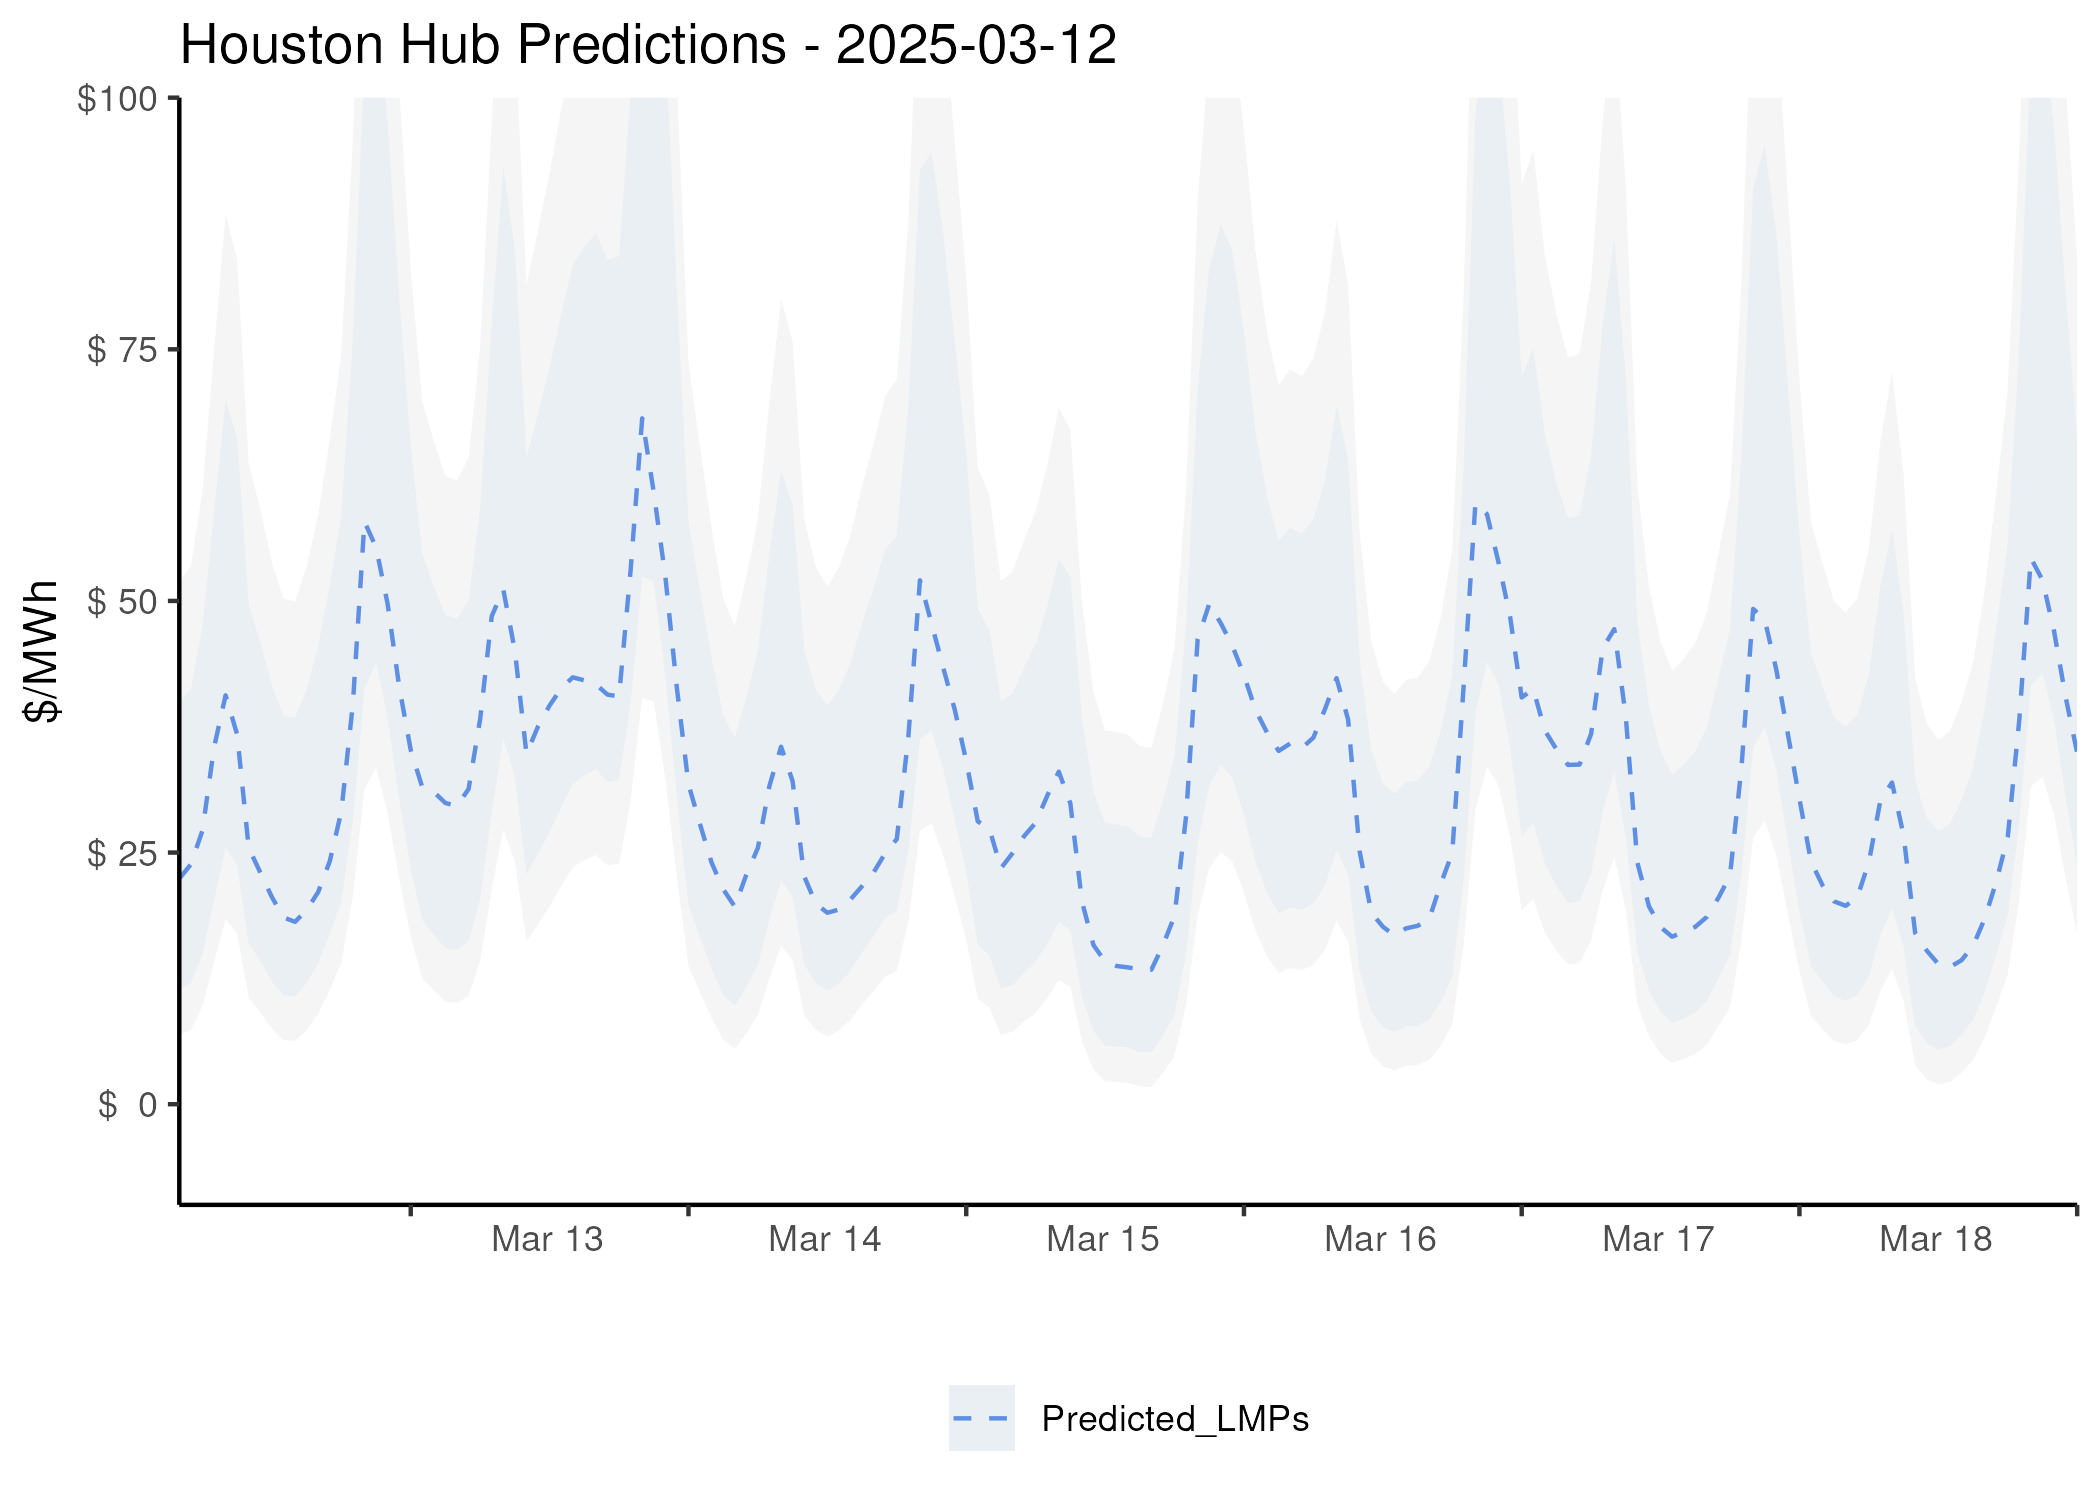 Houston Hub Predictions - 2025-03-12
$100
$ 75
$ 50
$ 25
$  0
$/MWh
Mar 13
Mar 14
Mar 15
Mar 16
Mar 17
Mar 18
Predicted_LMPs